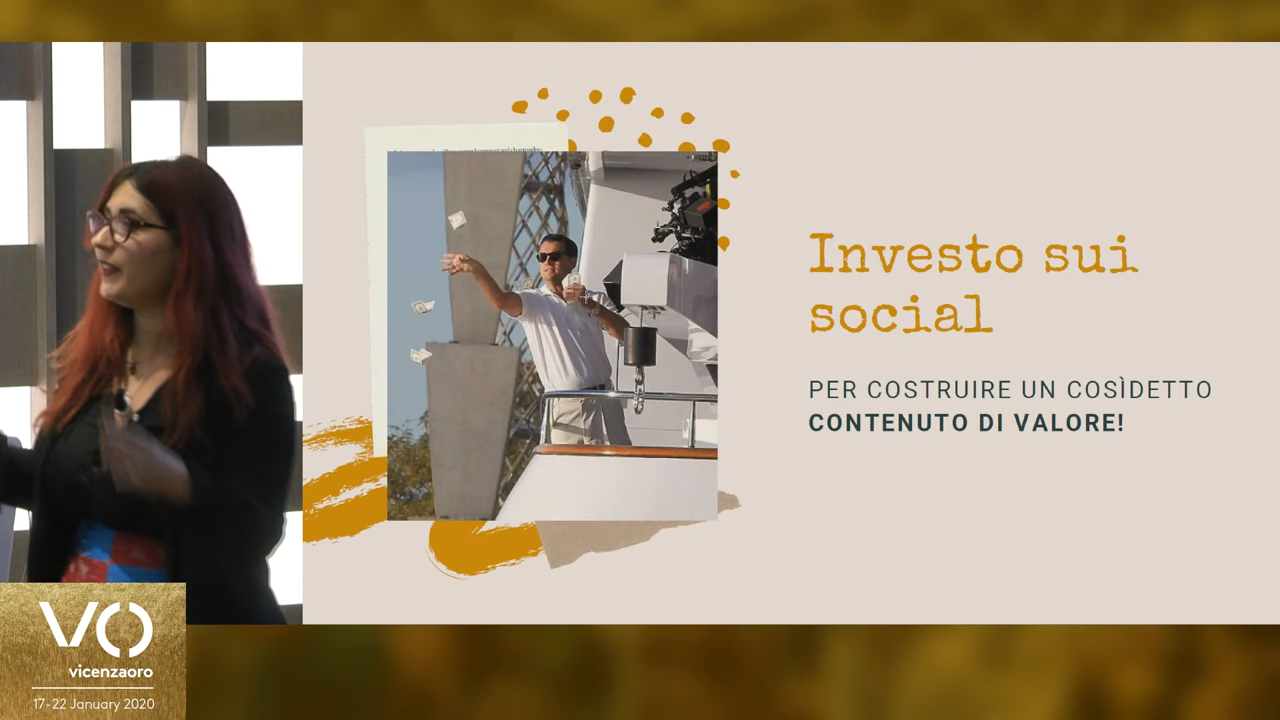 Investo sui
social
PER COSTRUIRE UN COSÌDETTO
CONTENUTO DI VALORE!
VO
vicenzaoro
17-22 January 2020